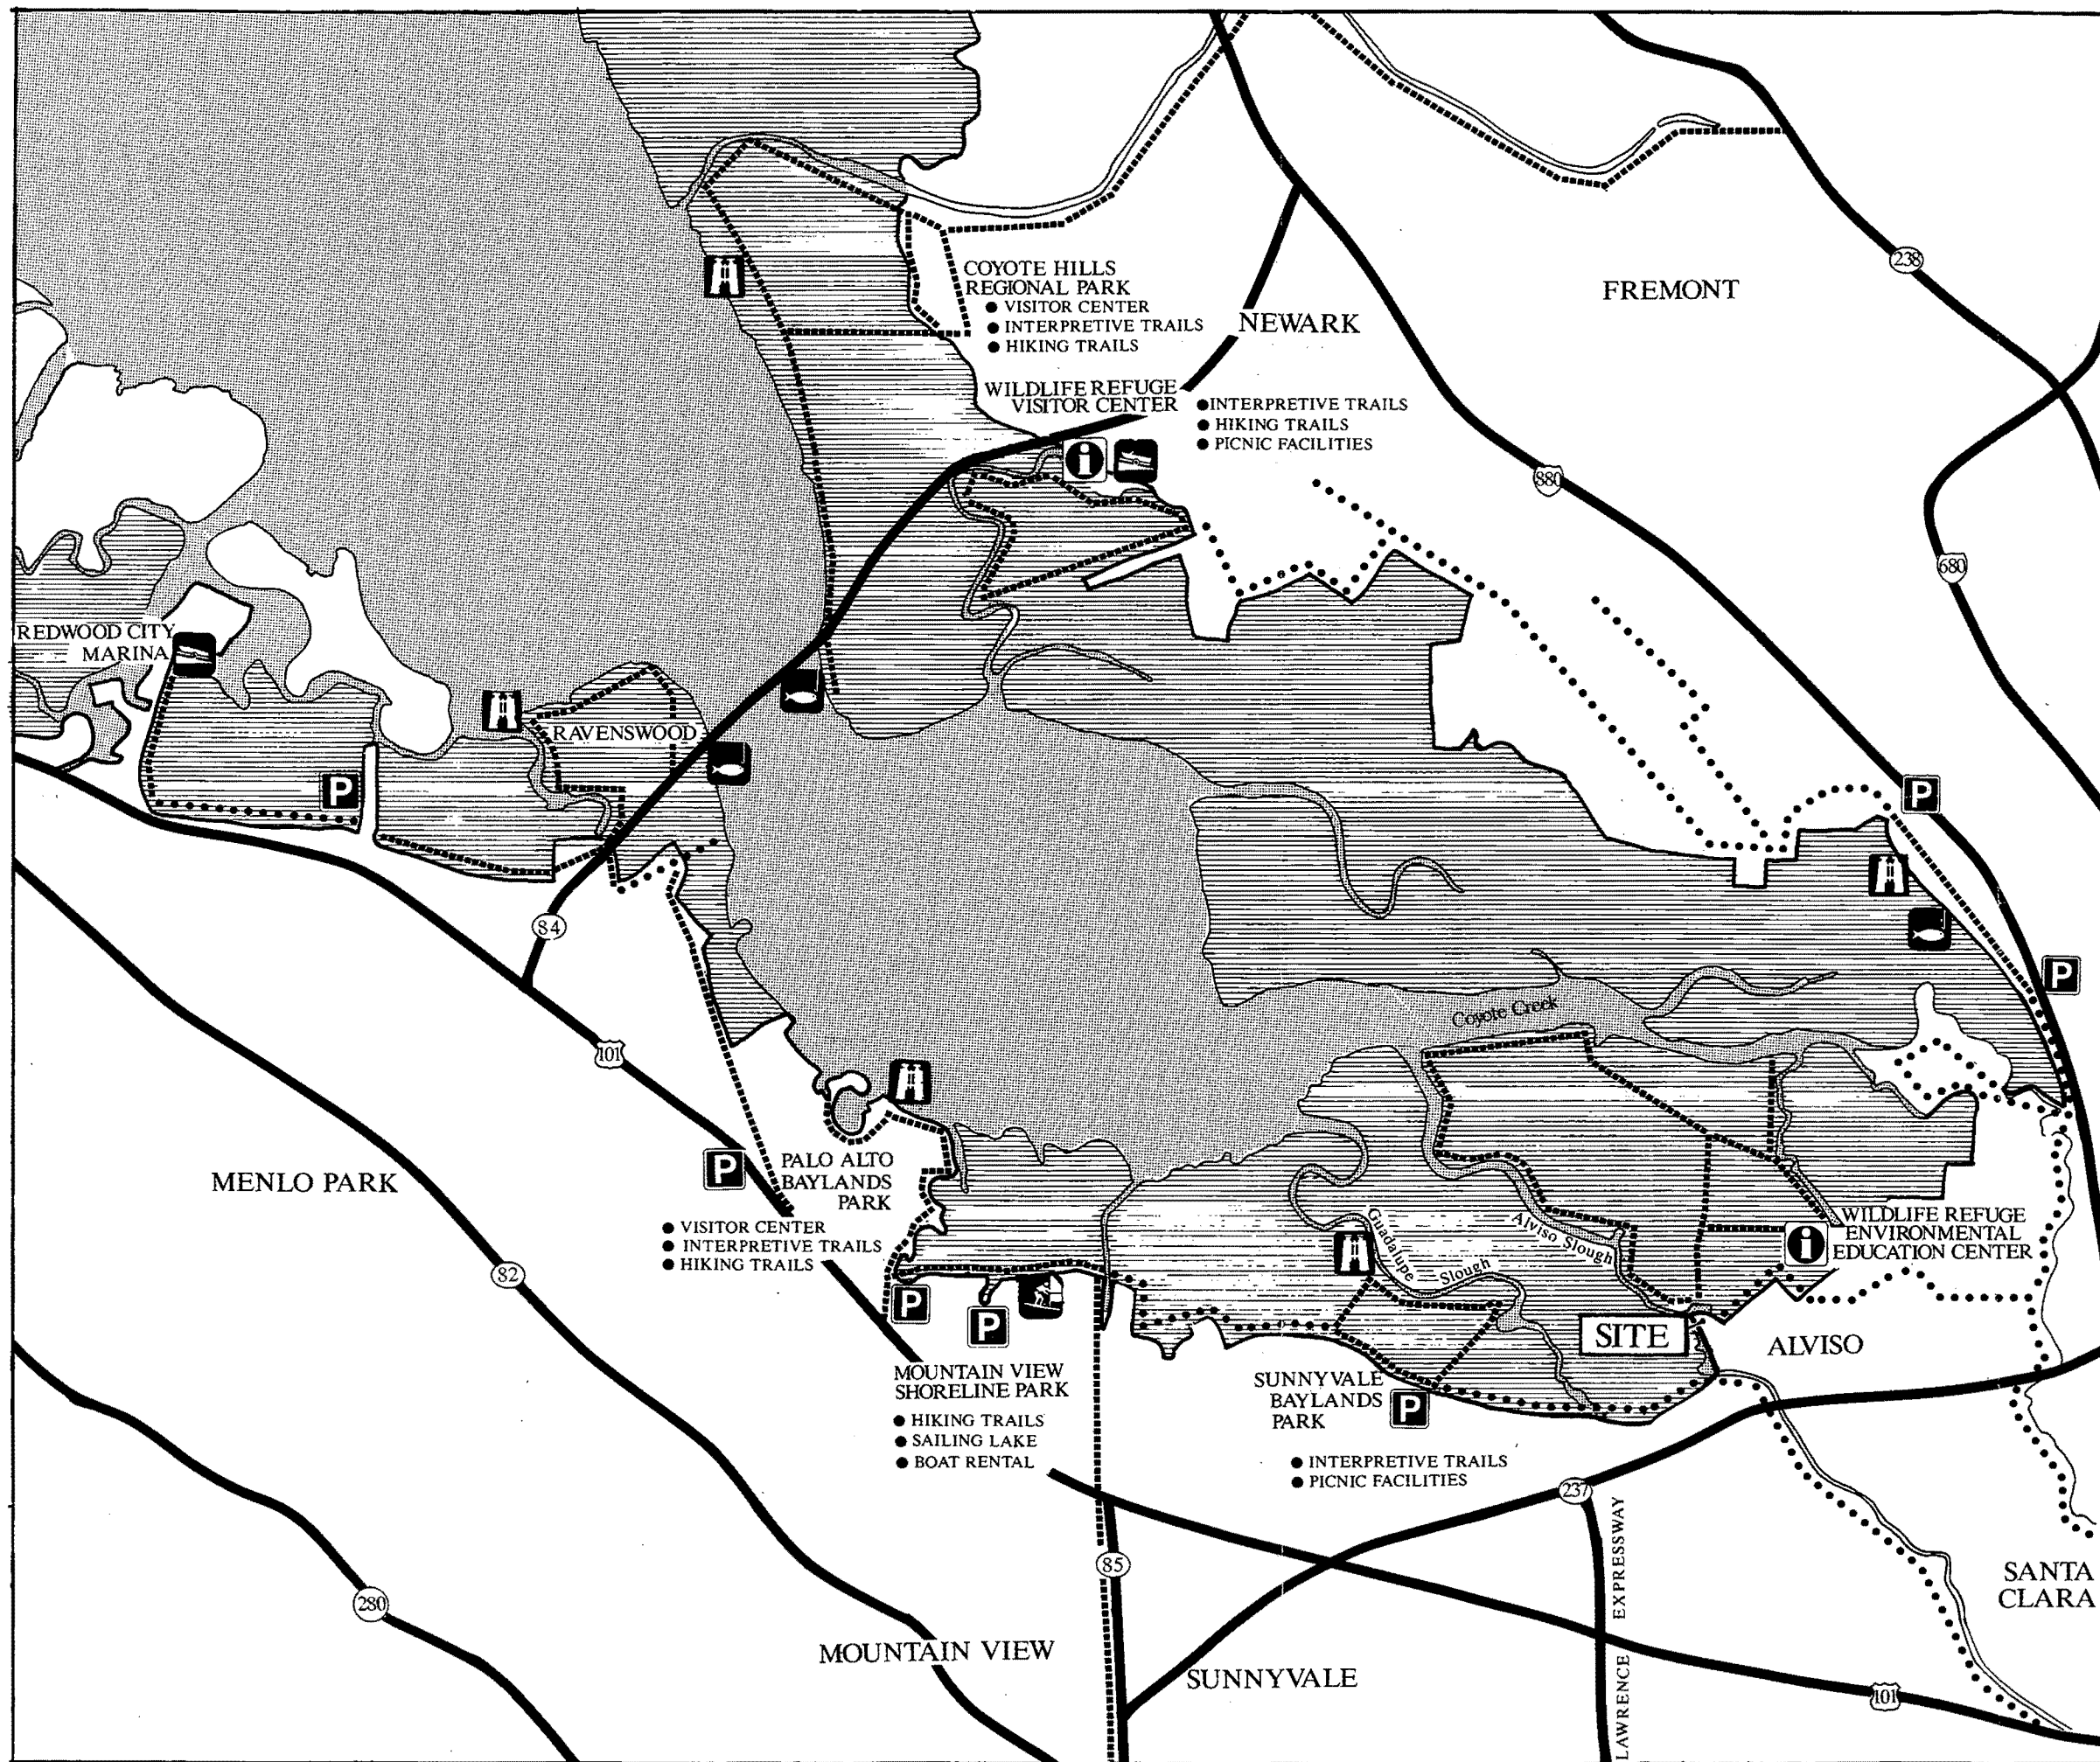 COYOTE HILLS
REGIONAL PARK
● VISITOR CENTER
● INTERPRETIVE TRAILS
● HIKING TRAILS
NEWARK
FREMONT
238
WILDLIFE REFUGE
VISITOR CENTER
● INTERPRETIVE TRAILS
● HIKING TRAILS
● PICNIC FACILITIES
i
880
680
REDWOOD CITY
MARINA
RAVENSWOOD
P
P
84
P
Coyote Creek
101
P
PALO ALTO
BAYLANDS
PARK
● VISITOR CENTER
● INTERPRETIVE TRAILS
● HIKING TRAILS
MENLO PARK
82
Guadalupe Slough
Alviso Slough
i
WILDLIFE REFUGE
ENVIRONMENTAL
EDUCATION CENTER
P
P
SITE
ALVISO
MOUNTAIN VIEW
SHORELINE PARK
● HIKING TRAILS
● SAILING LAKE
● BOAT RENTAL
SUNNYVALE
BAYLANDS
PARK
P
● INTERPRETIVE TRAILS
● PICNIC FACILITIES
237
LAWRENCE EXPRESSWAY
85
280
SANTA
CLARA
MOUNTAIN VIEW
SUNNYVALE
101